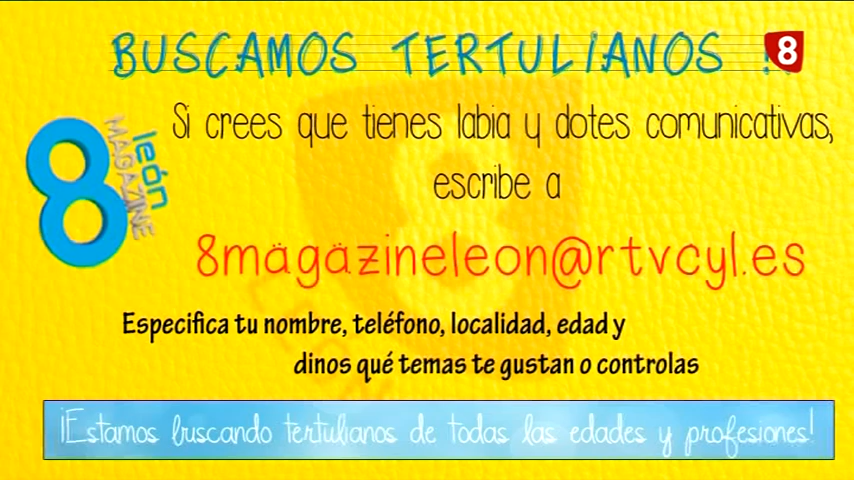 BUSCAMOS TERTULIANOS !
8
Si crees que tienes labia y dotes comunicativas,
escribe a
8 león
MAGAZINE
8magazineleon@rtvcyl.es
Especifica tu nombre, teléfono, localidad, edad y
dinos qué temas te gustan o controlas
¡Estamos buscando tertulianos de todas las edades y profesiones!